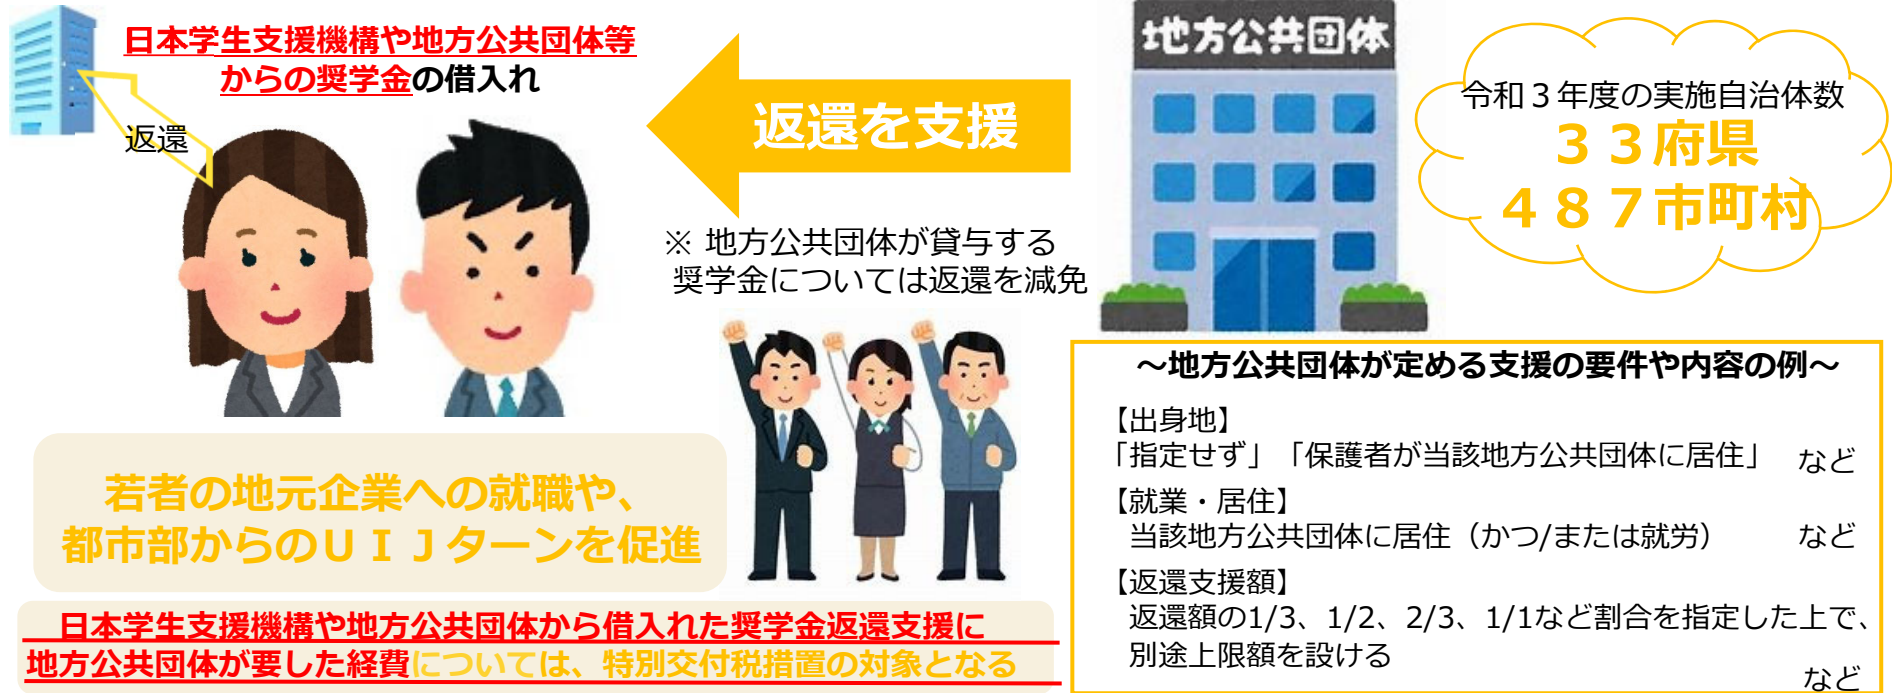 日本学生支援機構や地方公共団体等
からの奨学金の借入れ
返還
返還を支援
※ 地方公共団体が貸与する
奨学金については返還を減免
地方公共団体
令和３年度の実施自治体数
３３府県
４８７市町村
若者の地元企業への就職や、
都市部からのＵＩＪターンを促進
日本学生支援機構や地方公共団体から借入れた奨学金返還支援に
地方公共団体が要した経費については、特別交付税措置の対象となる
～地方公共団体が定める支援の要件や内容の例～
【出身地】
「指定せず」「保護者が当該地方公共団体に居住」 など
【就業・居住】
当該地方公共団体に居住（かつ/または就労） など
【返還支援額】
返還額の1/3、1/2、2/3、1/1など割合を指定した上で、
別途上限額を設ける
など